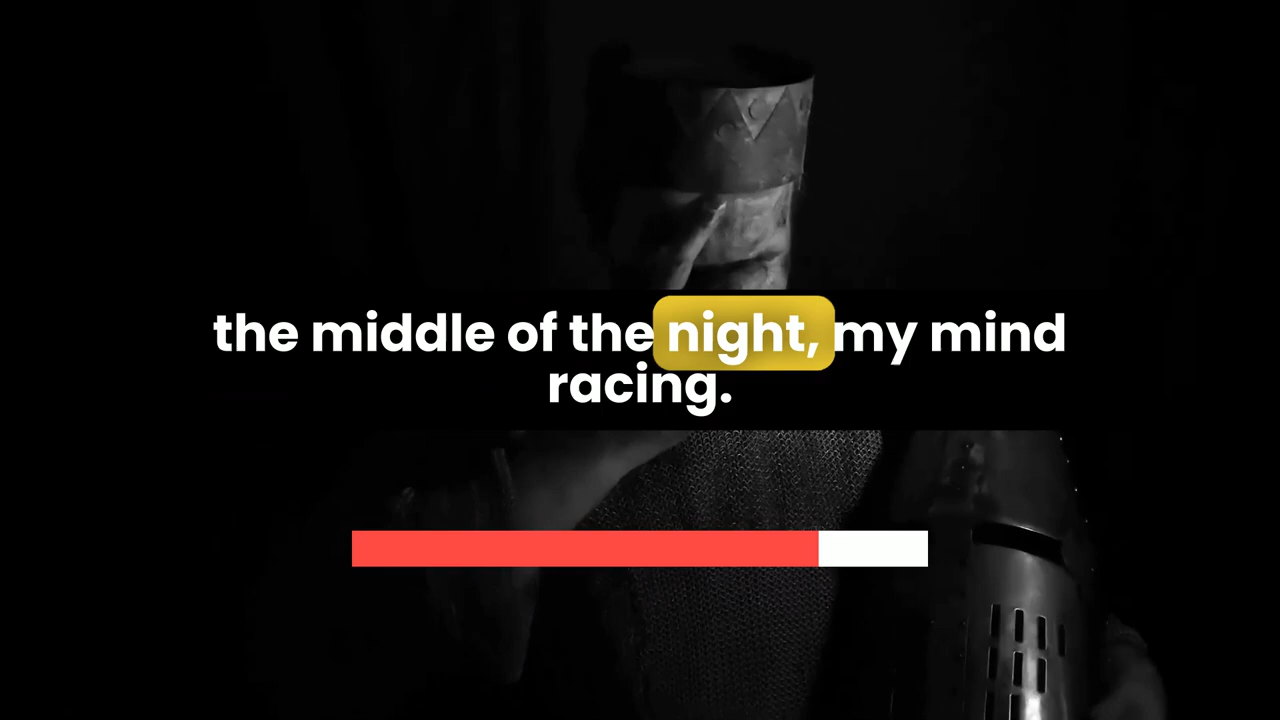 the middle of the night, my mind
racing.